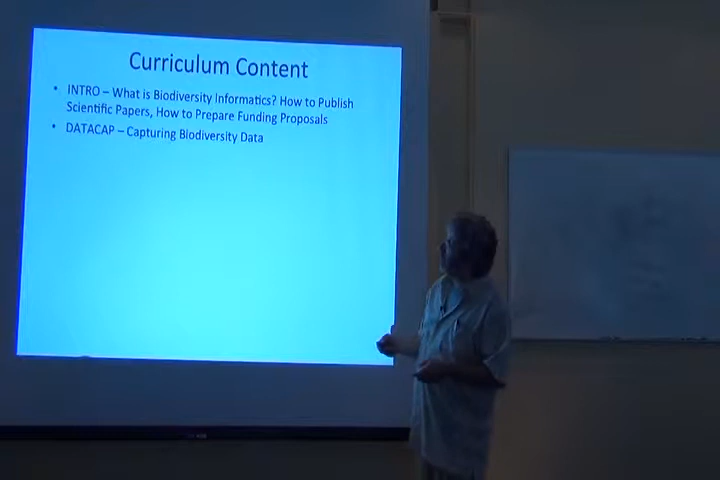 Curriculum Content
• INTRO – What is Biodiversity Informatics? How to Publish
Scientific Papers, How to Prepare Funding Proposals
• DATACAP – Capturing Biodiversity Data